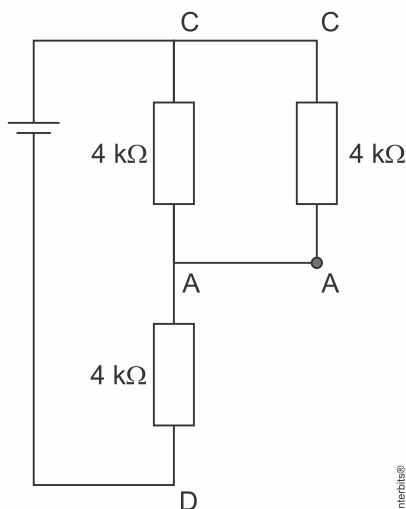 C C
4 kΩ 4 kΩ
A A
4 kΩ
D
nterbits®